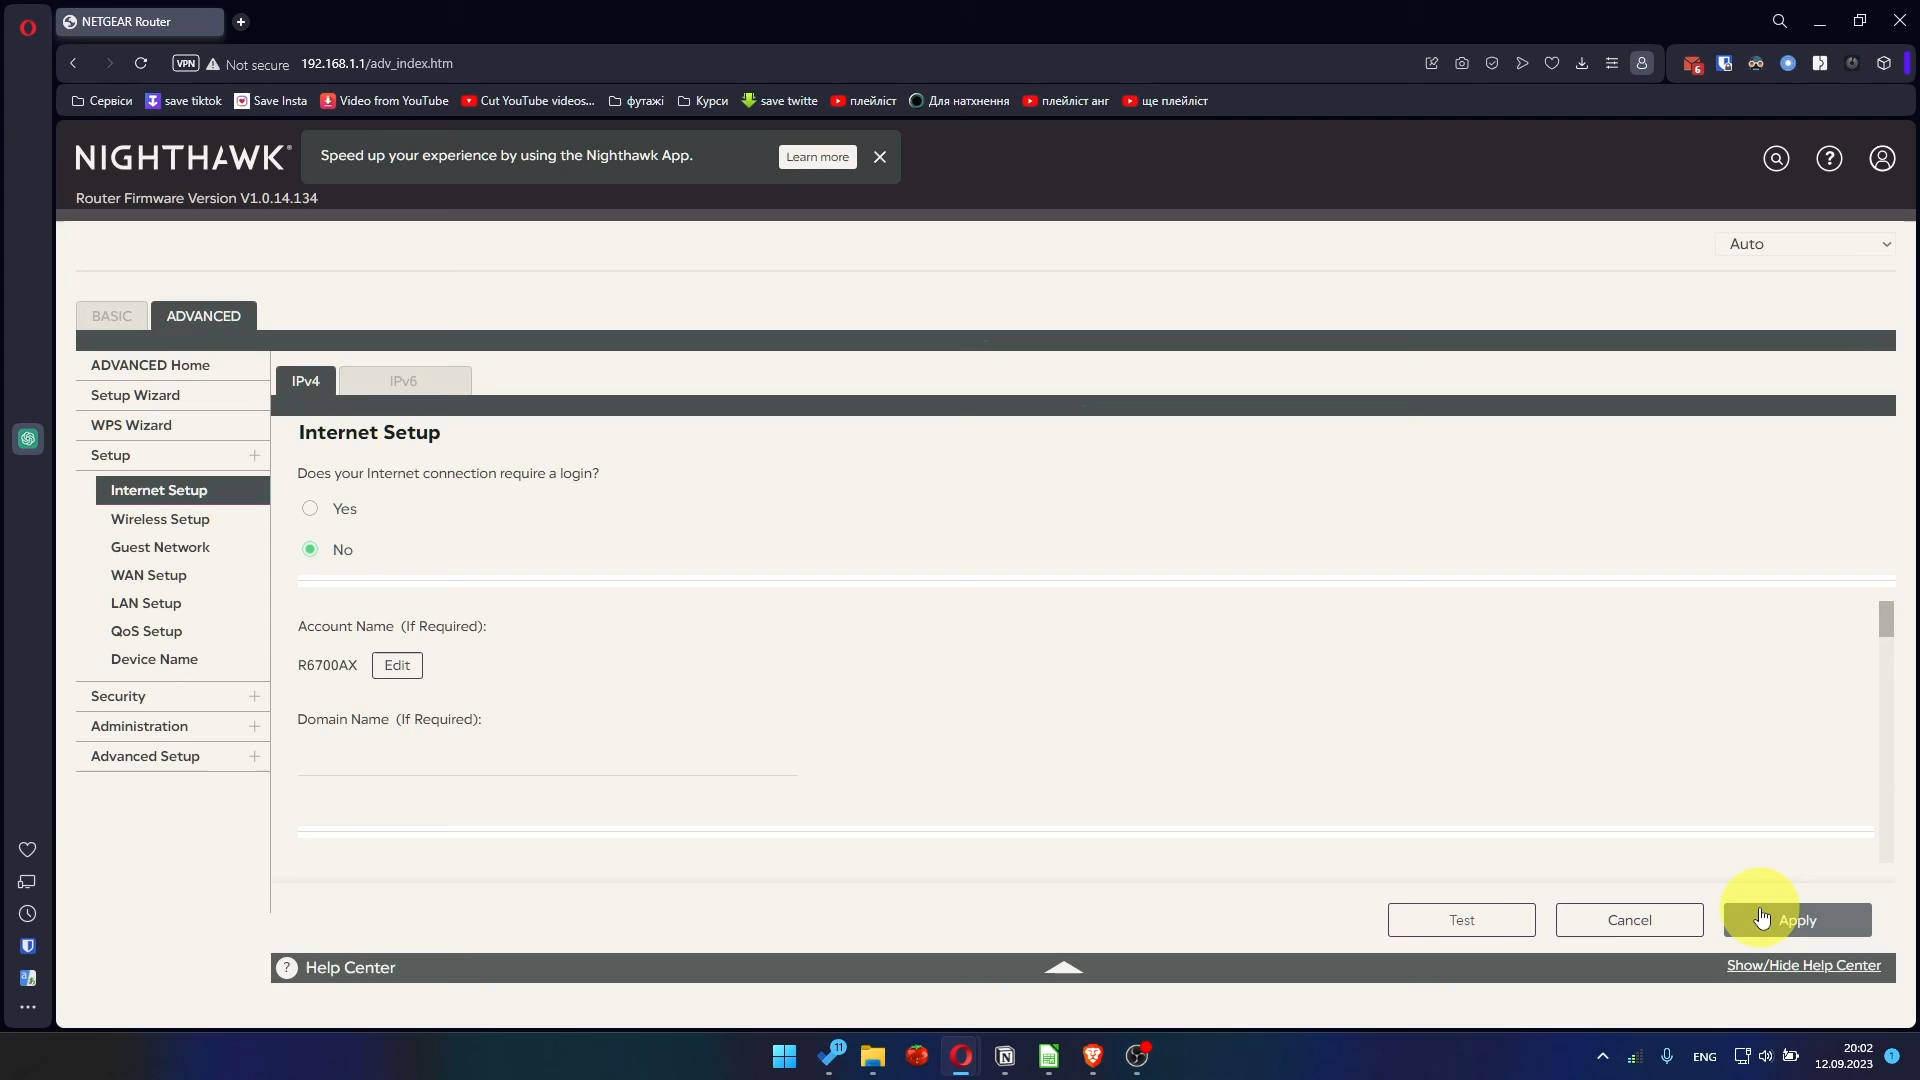 NETGEAR Router
VPN Not secure 192.168.1.1/adv_index.htm
6
Сервіси save tiktok Save Insta Video from YouTube Cut YouTube videos... футажі Курси save twitte плейліст Для натхнення плейліст анг ще плейліст
NIGHTHAWK
Speed up your experience by using the Nighthawk App. Learn more
Router Firmware Version V1.0.14.134
Auto
BASIC ADVANCED
ADVANCED Home
Setup Wizard
WPS Wizard
Setup
Internet Setup
Wireless Setup
Guest Network
WAN Setup
LAN Setup
QoS Setup
Device Name
Security
Administration
Advanced Setup
IPv4 IPv6
Internet Setup
Does your Internet connection require a login?
Yes
No
Account Name (If Required):
R6700AX Edit
Domain Name (If Required):
Test Cancel Apply
? Help Center Show/Hide Help Center
11
ENG
20:02
12.09.2023
1